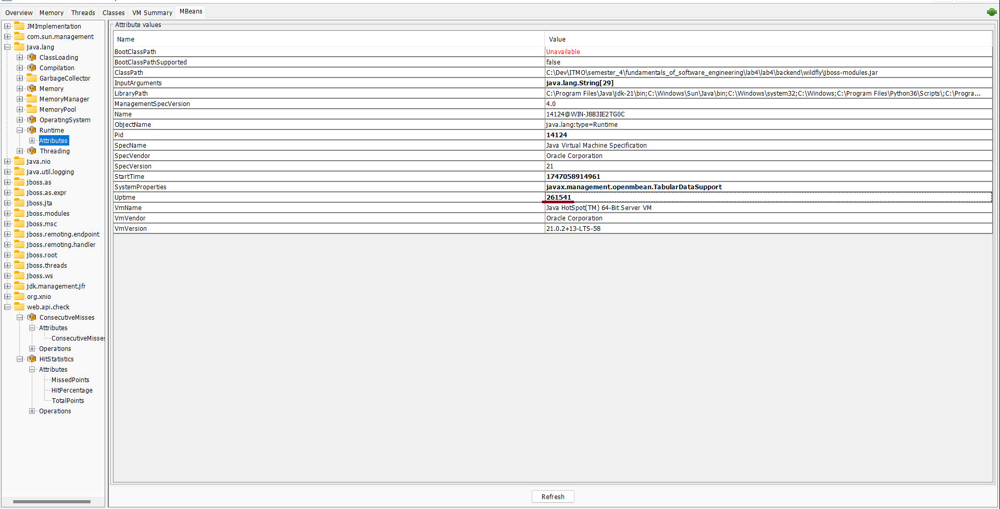 Overview Memory Threads Classes VM Summary MBeans
JMImplementation
com.sun.management
java.lang
ClassLoading
Compilation
GarbageCollector
Memory
MemoryManager
MemoryPool
OperatingSystem
Runtime
Attributes
Threading
java.nio
java.util.logging
jboss.as
jboss.as.expr
jboss.jta
jboss.modules
jboss.msc
jboss.remoting.endpoint
jboss.remoting.handler
jboss.root
jboss.threads
jboss.ws
jdk.management.jfr
org.xnio
web.api.check
ConsecutiveMisses
Attributes
ConsecutiveMisses
Operations
HitStatistics
Attributes
MissedPoints
HitPercentage
TotalPoints
Operations
Attribute values
Name Value
BootClassPath Unavailable
BootClassPathSupported false
ClassPath C:\Dev\ITMO\semester_4\fundamentals_of_software_engineering\lab4\lab4\backend\wildfly\jboss-modules.jar
InputArguments java.lang.String[29]
LibraryPath C:\Program Files\Java\jdk-21\bin;C:\Windows\Sun\Java\bin;C:\Windows\system32;C:\Windows;C:\Program Files\Python36\Scripts\;C:\Progra...
ManagementSpecVersion 4.0
Name 14124@WIN-J8B3IE2TG0C
ObjectName java.lang:type=Runtime
Pid 14124
SpecName Java Virtual Machine Specification
SpecVendor Oracle Corporation
SpecVersion 21
StartTime 1747058914961
SystemProperties javax.management.openmbean.TabularDataSupport
Uptime 261541
VmName Java HotSpot(TM) 64-Bit Server VM
VmVendor Oracle Corporation
VmVersion 21.0.2+13-LTS-58
Refresh